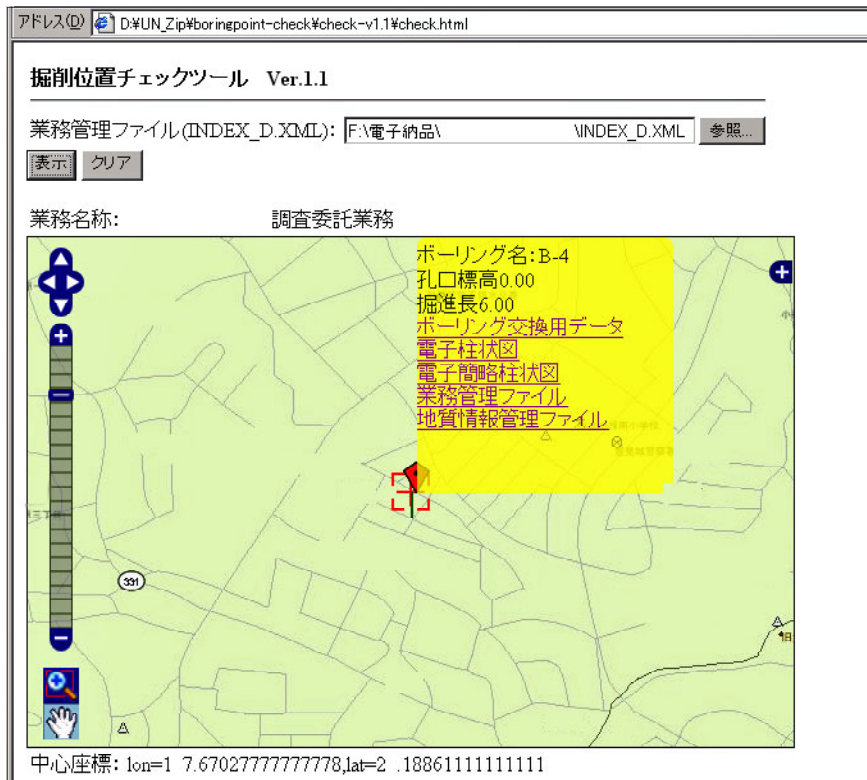 アドレス(D) D:¥UN_Zip¥boringpoint-check¥check-v1.1¥check.html
掘削位置チェックツール Ver.1.1
業務管理ファイル(INDEX_D.XML): F:\電子納品\ \INDEX_D.XML 参照...
表示 クリア
業務名称: 調査委託業務
ボーリング名:B-4
孔口標高0.00
掘進長6.00
ボーリング交換用データ
電子柱状図
電子簡略柱状図
業務管理ファイル
地質情報管理ファイル
331
中心座標: lon=1 7.67027777777778,lat=2 .18861111111111